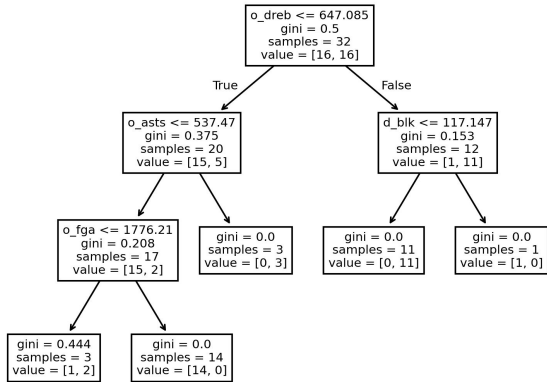 o_dreb <= 647.085
gini = 0.5
samples = 32
value = [16, 16]
True
False
o_asts <= 537.47
gini = 0.375
samples = 20
value = [15, 5]
d_blk <= 117.147
gini = 0.153
samples = 12
value = [1, 11]
o_fga <= 1776.21
gini = 0.208
samples = 17
value = [15, 2]
gini = 0.0
samples = 3
value = [0, 3]
gini = 0.0
samples = 11
value = [0, 11]
gini = 0.0
samples = 1
value = [1, 0]
gini = 0.444
samples = 3
value = [1, 2]
gini = 0.0
samples = 14
value = [14, 0]